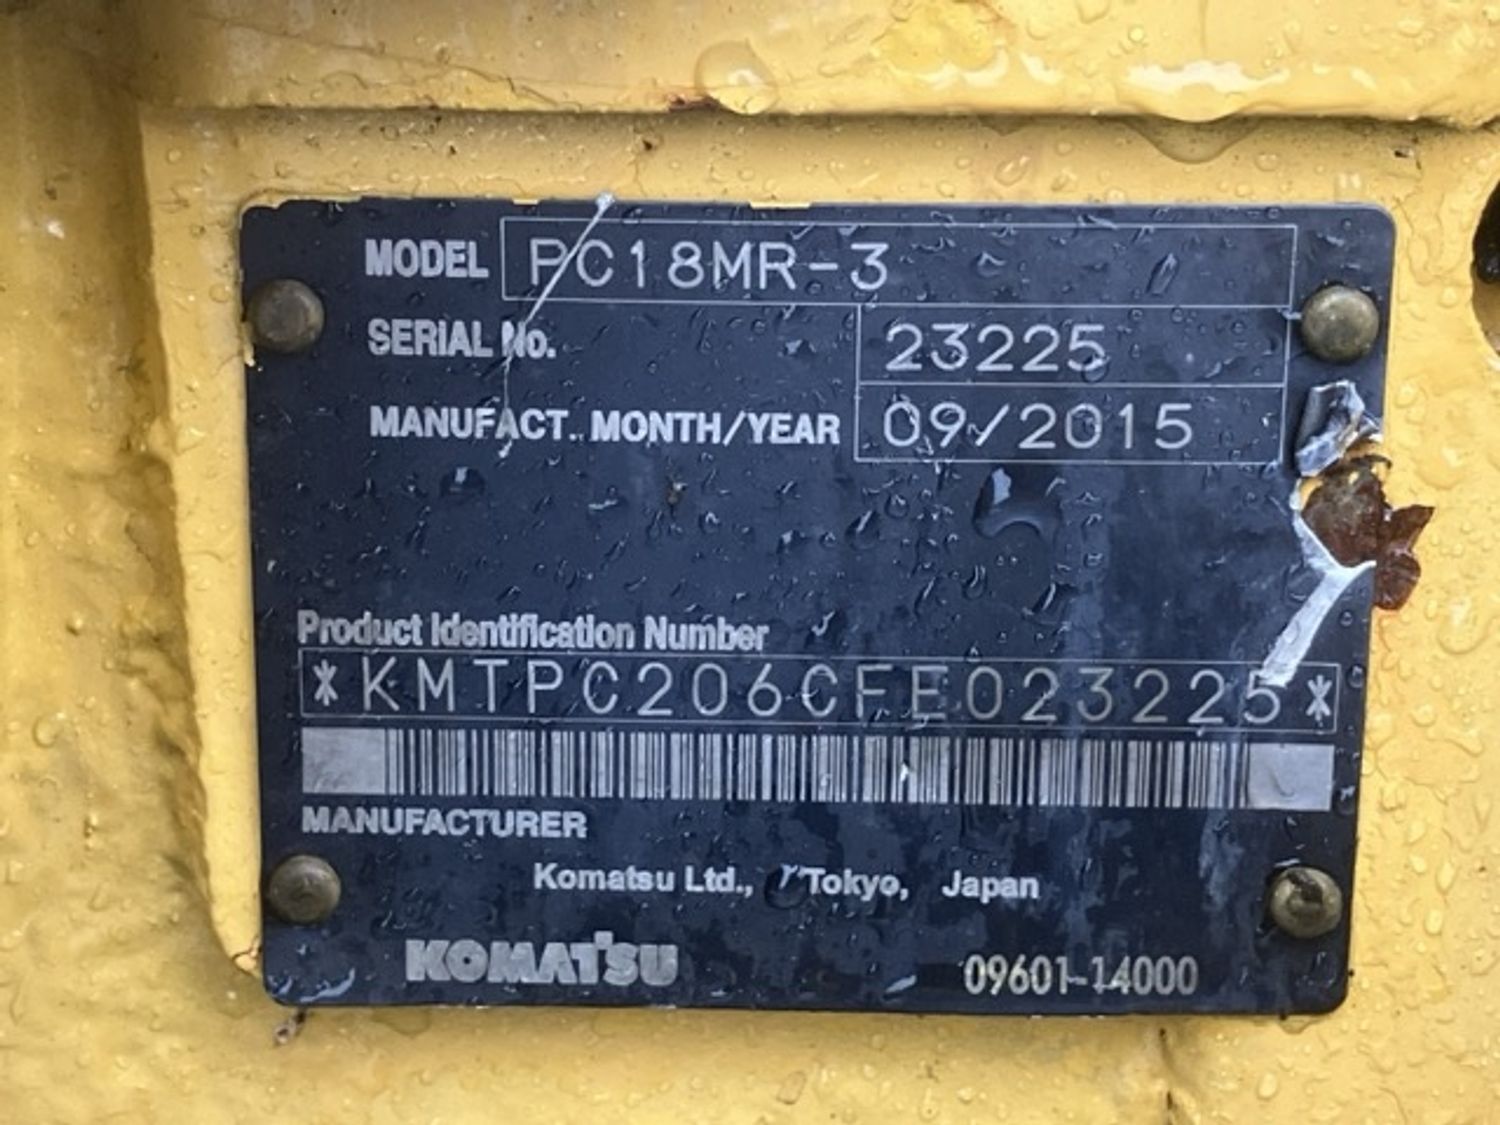 MODEL PC18MR-3
SERIAL No. 23225
MANUFACT. MONTH/YEAR 09/2015
Product Identification Number
*KMTPC206CFE023225*
MANUFACTURER
Komatsu Ltd., Tokyo, Japan
KOMATSU 09601-14000